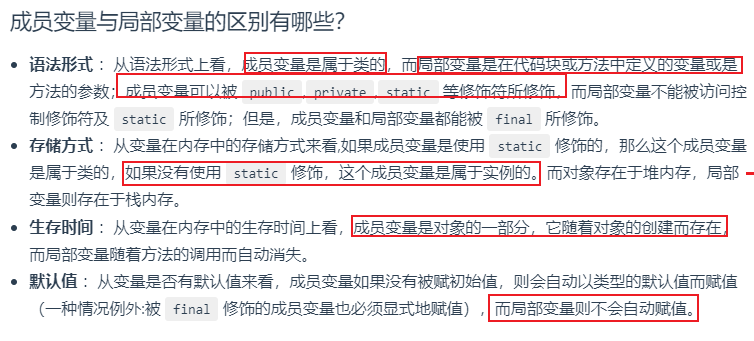 成员变量与局部变量的区别有哪些？
• 语法形式 ：从语法形式上看，成员变量是属于类的，而局部变量是在代码块或方法中定义的变量或是
方法的参数；成员变量可以被 public ,private ,static 等修饰符所修饰，而局部变量不能被访问控
制修饰符及 static 所修饰；但是，成员变量和局部变量都能被 final 所修饰。
• 存储方式 ：从变量在内存中的存储方式来看,如果成员变量是使用 static 修饰的，那么这个成员变量
是属于类的，如果没有使用 static 修饰，这个成员变量是属于实例的。而对象存在于堆内存，局部
变量则存在于栈内存。
• 生存时间 ：从变量在内存中的生存时间上看，成员变量是对象的一部分，它随着对象的创建而存在，
而局部变量随着方法的调用而自动消失。
• 默认值 ：从变量是否有默认值来看，成员变量如果没有被赋初始值，则会自动以类型的默认值而赋值
（一种情况例外:被 final 修饰的成员变量也必须显式地赋值），而局部变量则不会自动赋值。